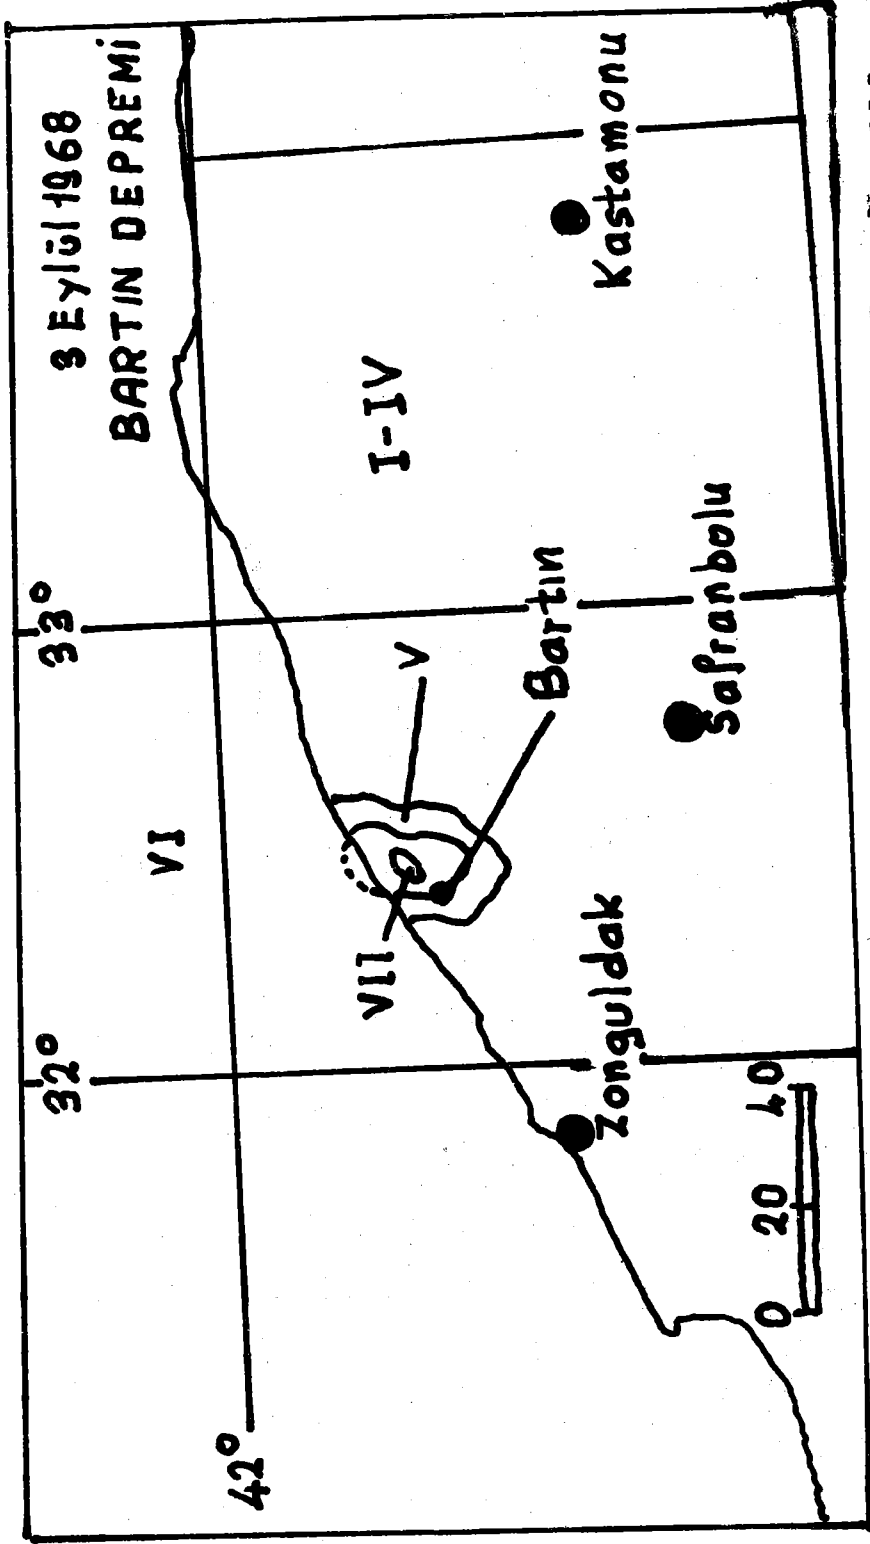 3 Eylül 1968
BARTIN DEPREMİ
32°
33°
42°
VI
VII
V
I-IV
Bartın
Zonguldak
Safranbolu
Kastamonu
0 20 40